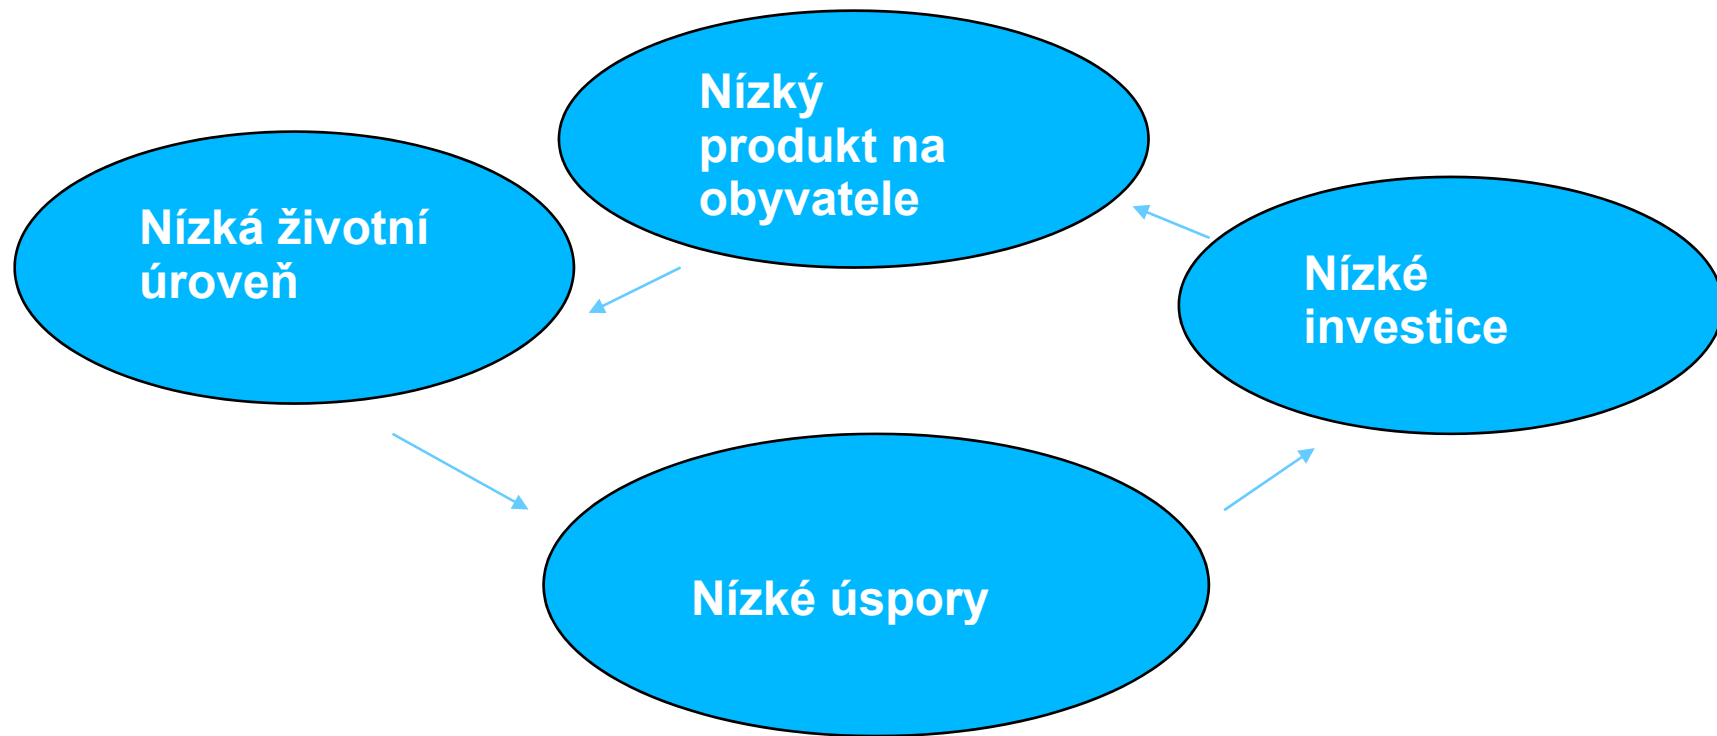 Nízký
produkt na
obyvatele
Nízká životní
úroveň
Nízké
investice
Nízké úspory